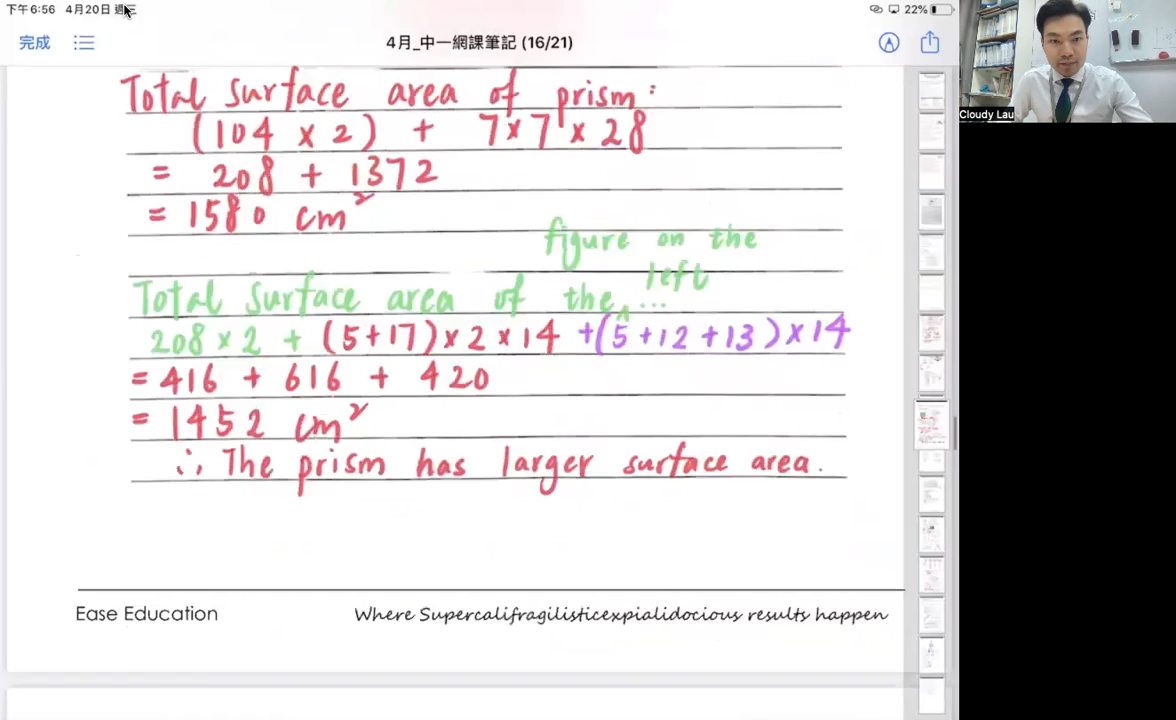 下午6:56 4月20日 週三
22%
完成
4月_中一網課筆記 (16/21)
Cloudy Lau
Total surface area of prism:
(104 × 2) + 7×7 × 28
= 208 + 1372
= 1580 cm²
figure on the
left
Total surface area of the ^ ...
208 × 2 + (5+17) × 2 × 14 + (5 + 12 + 13) × 14
= 416 + 616 + 420
= 1452 cm²
∴ The prism has larger surface area.
Ease Education
Where Supercalifragilisticexpialidocious results happen